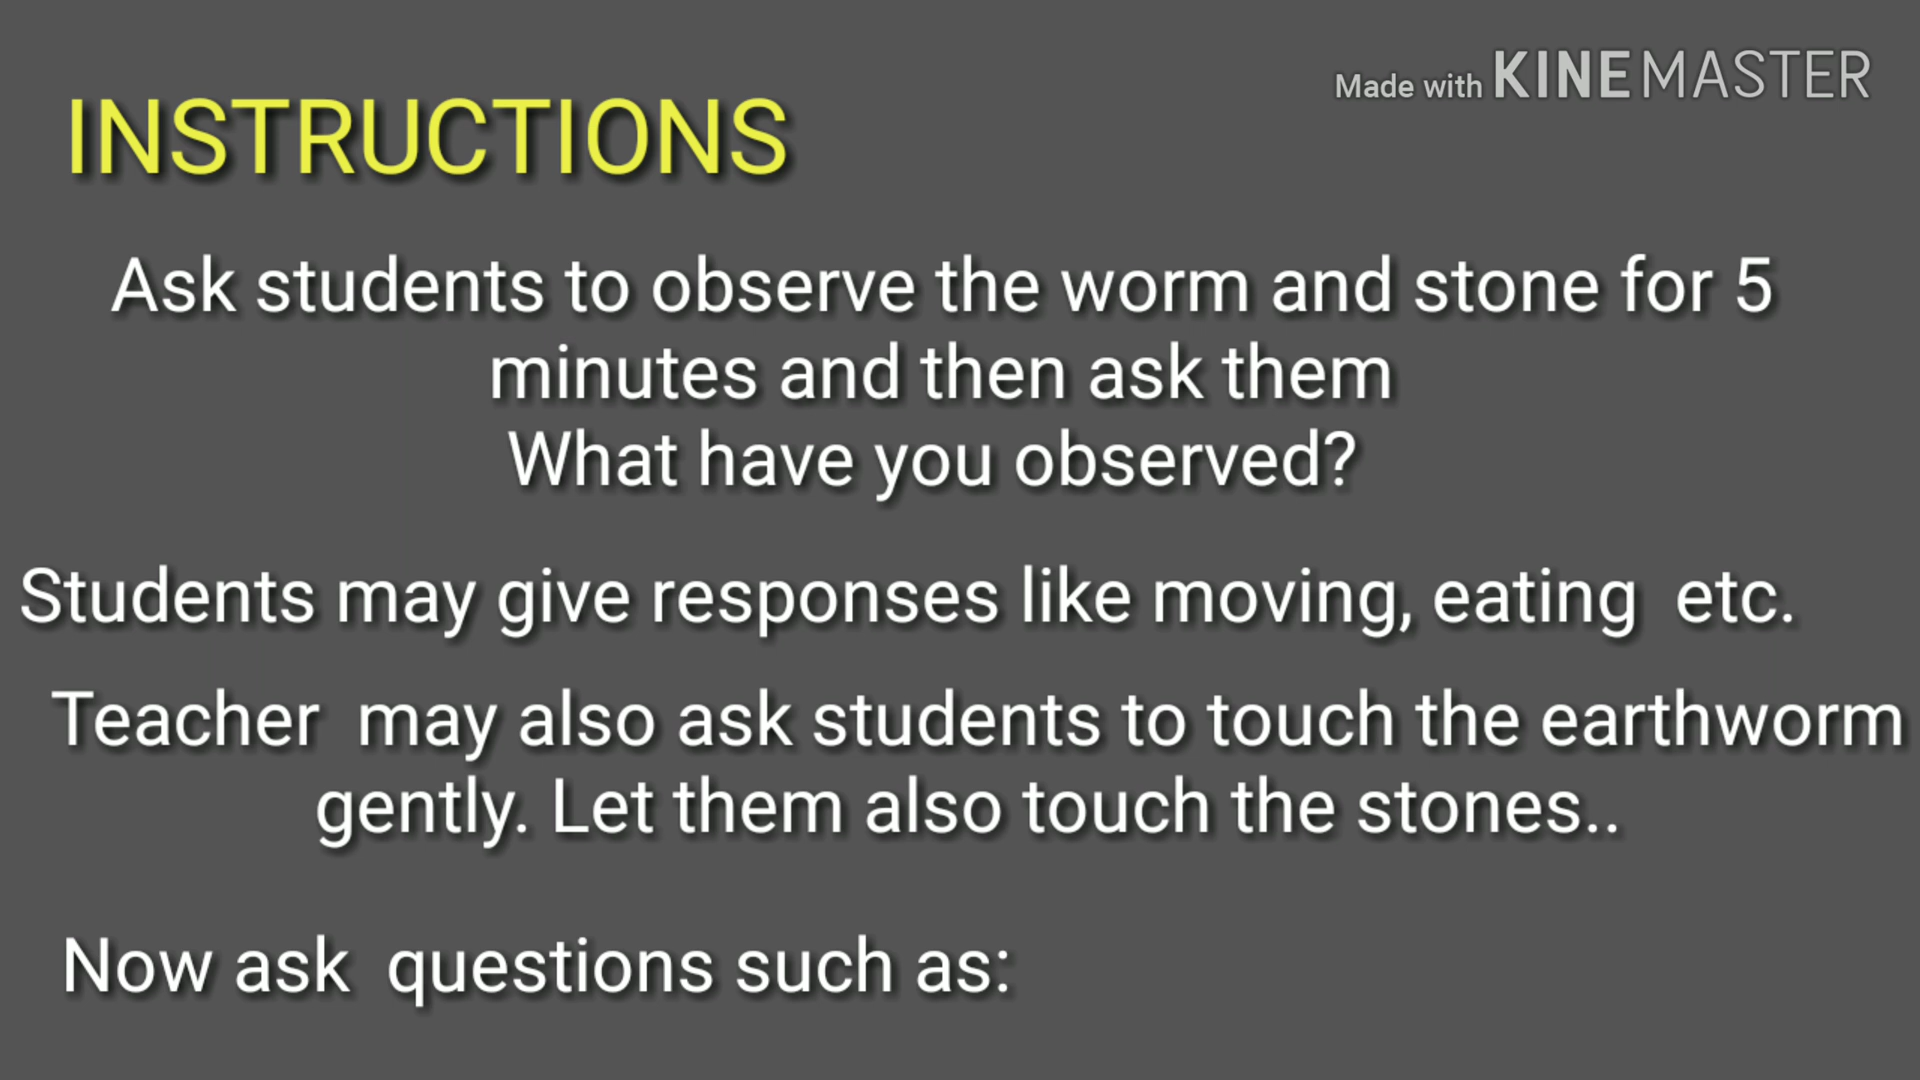 Made with KINEMASTER
INSTRUCTIONS
Ask students to observe the worm and stone for 5
minutes and then ask them
What have you observed?
Students may give responses like moving, eating etc.
Teacher may also ask students to touch the earthworm
gently. Let them also touch the stones..
Now ask questions such as: